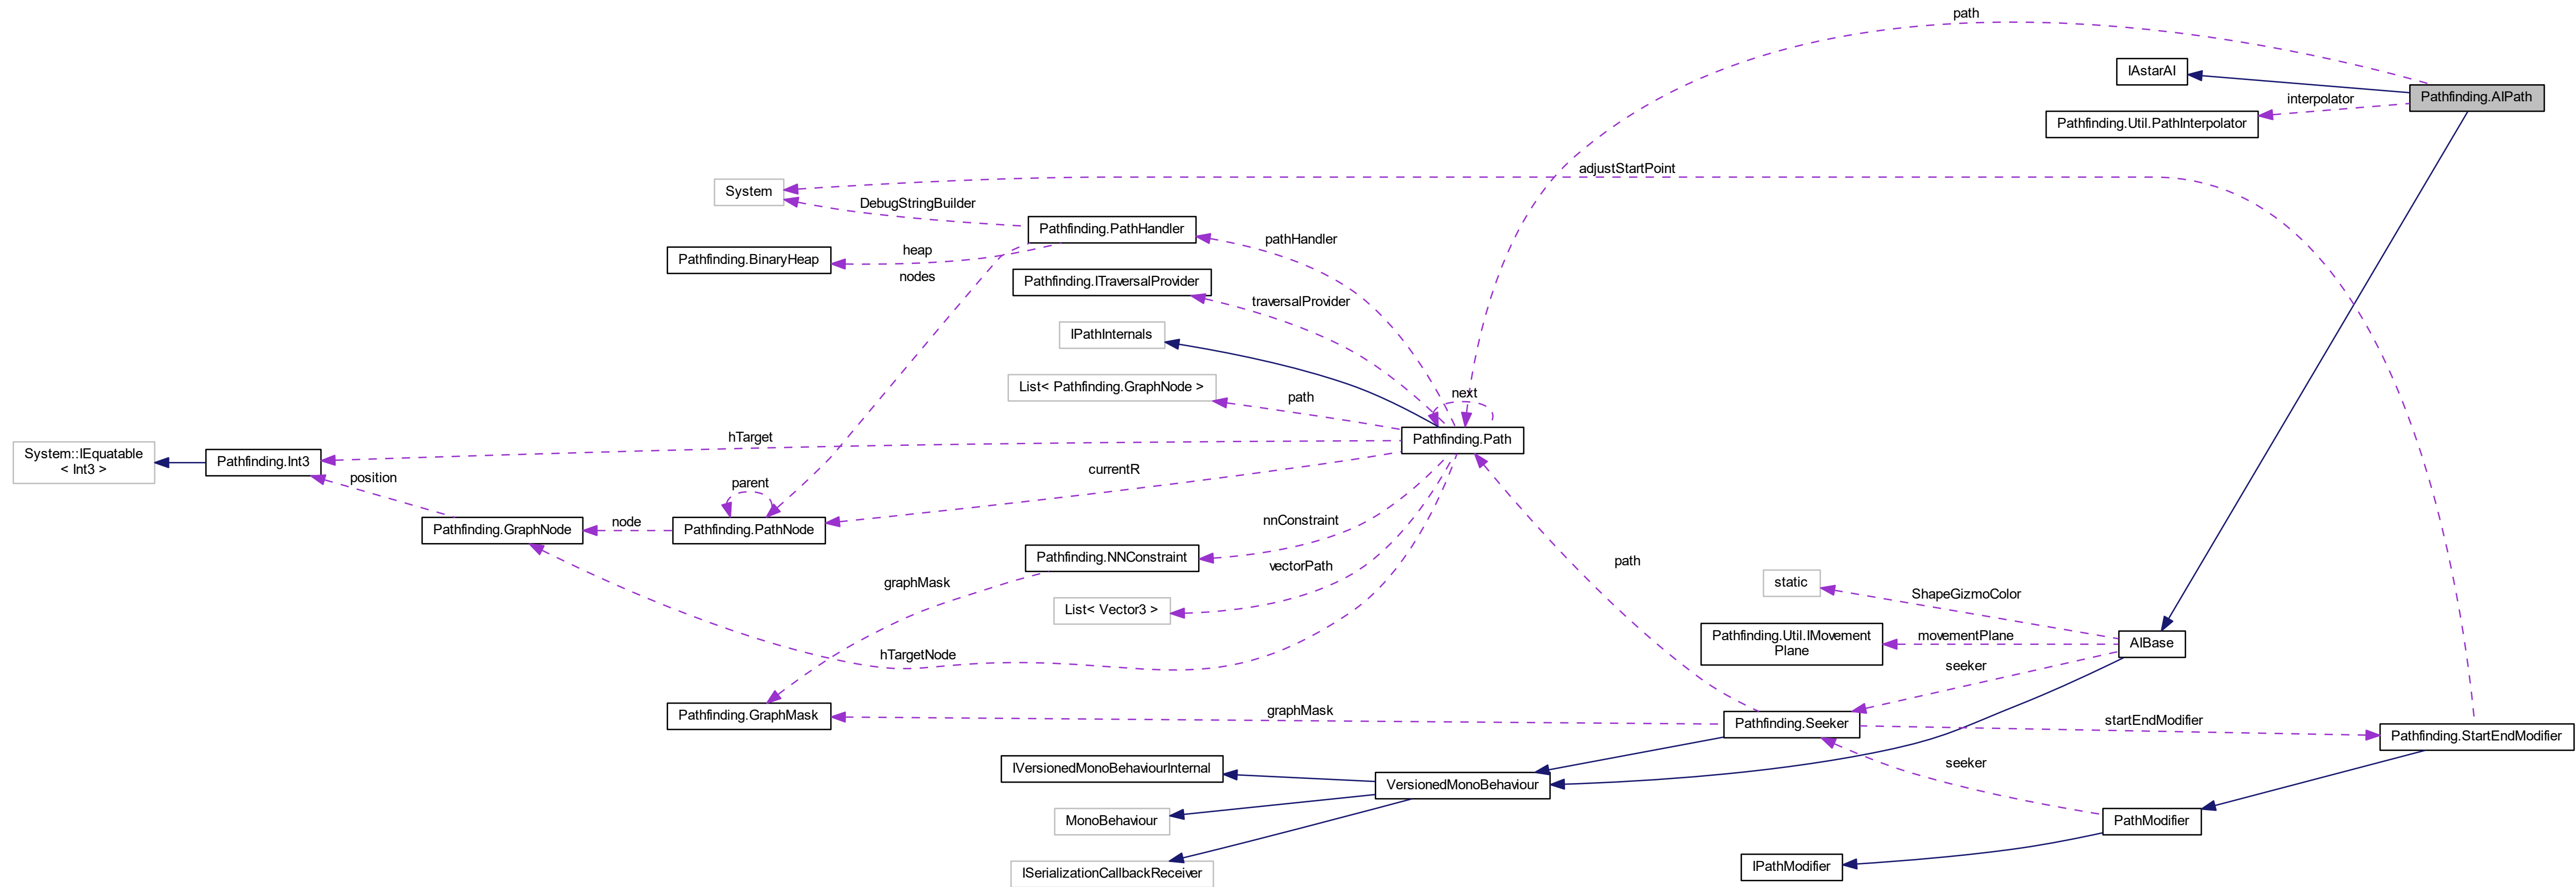 path
IAstarAI
Pathfinding.AIPath
interpolator
Pathfinding.Util.PathInterpolator
adjustStartPoint
System
DebugStringBuilder
Pathfinding.PathHandler
pathHandler
heap
Pathfinding.BinaryHeap
nodes
Pathfinding.ITraversalProvider
traversalProvider
IPathInternals
List< Pathfinding.GraphNode >
path
next
hTarget
Pathfinding.Path
System::IEquatable
< Int3 >
Pathfinding.Int3
position
currentR
parent
node
Pathfinding.GraphNode
Pathfinding.PathNode
nnConstraint
Pathfinding.NNConstraint
path
vectorPath
graphMask
static
ShapeGizmoColor
List< Vector3 >
Pathfinding.Util.IMovement
Plane
movementPlane
AIBase
hTargetNode
seeker
Pathfinding.GraphMask
graphMask
Pathfinding.Seeker
startEndModifier
Pathfinding.StartEndModifier
IVersionedMonoBehaviourInternal
seeker
VersionedMonoBehaviour
MonoBehaviour
PathModifier
ISerializationCallbackReceiver
IPathModifier